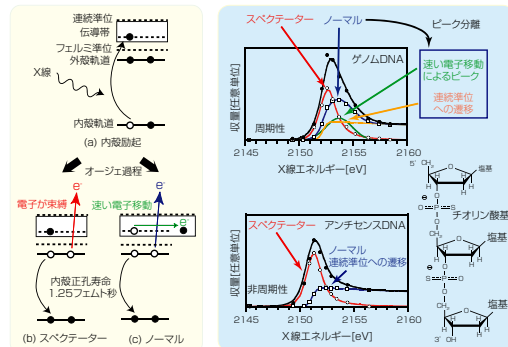 連続準位
伝導帯
フェルミ準位
外殻軌道
X線
内殻軌道
(a) 内殻励起
オージェ過程
電子が束縛
e-
速い電子移動
e-
e-
内殻正孔寿命
1.25フェムト秒
(b) スペクテーター
(c) ノーマル
スペクテーター
ノーマル
ピーク分離
ゲノムDNA
速い電子移動
によるピーク
連続準位
への遷移
収量[任意単位]
周期性
2145
2150
2155
2160
X線エネルギー[eV]
スペクテーター
アンチセンスDNA
ノーマル
連続準位への遷移
収量[任意単位]
非周期性
2145
2150
2155
2160
X線エネルギー[eV]
5'
CH2
O
塩基
H
H
H
H
O
H
O
P
S
⊖
O
チオリン酸基
O
CH2
O
塩基
H
H
H
H
O
H
⊖
S
P
O
O
CH2
O
塩基
H
H
H
H
3'
OH
H